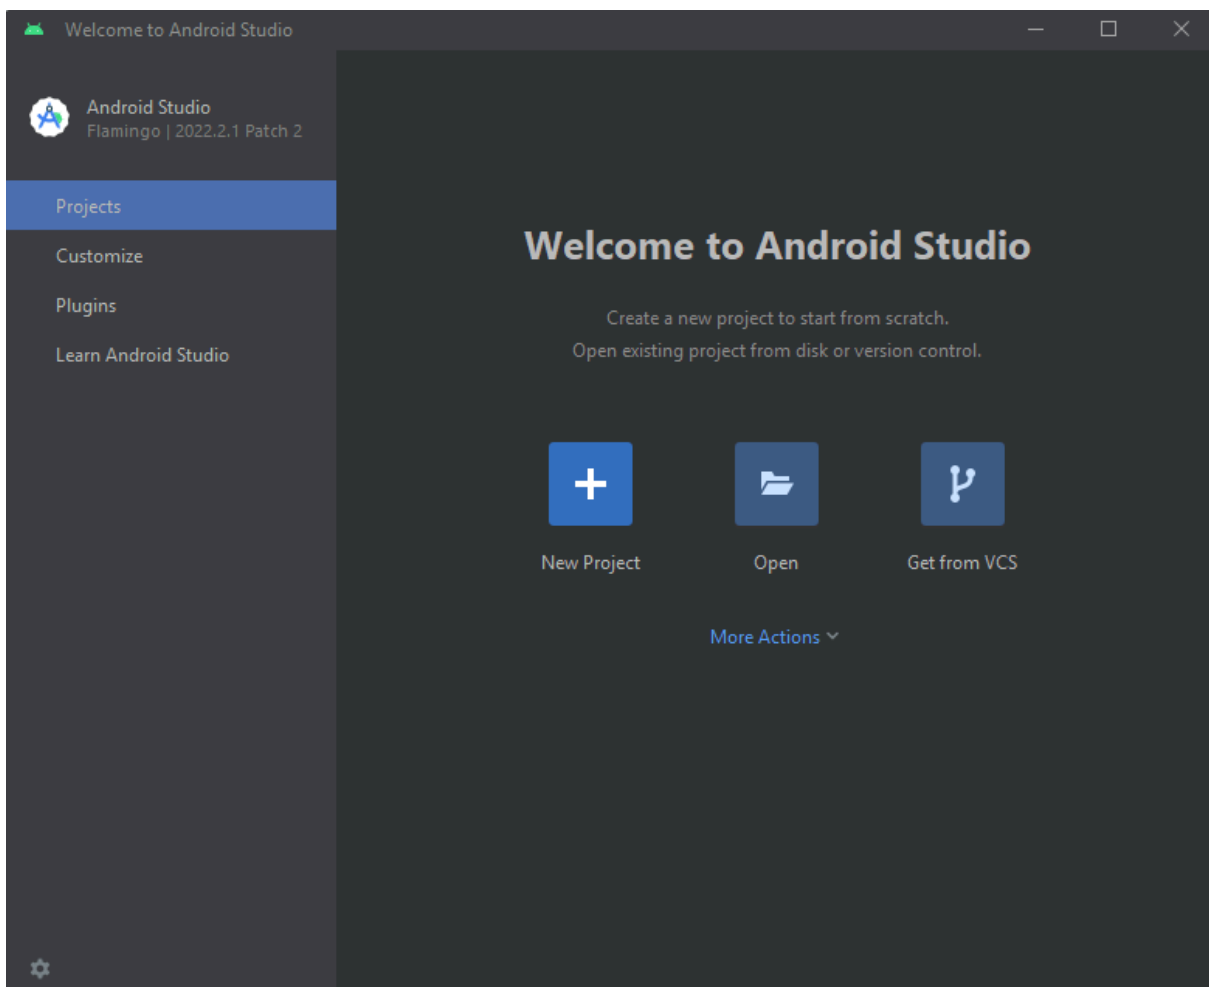 Welcome to Android Studio
Android Studio
Flamingo | 2022.2.1 Patch 2
Projects
Customize
Plugins
Learn Android Studio
Welcome to Android Studio
Create a new project to start from scratch.
Open existing project from disk or version control.
New Project
Open
Get from VCS
More Actions